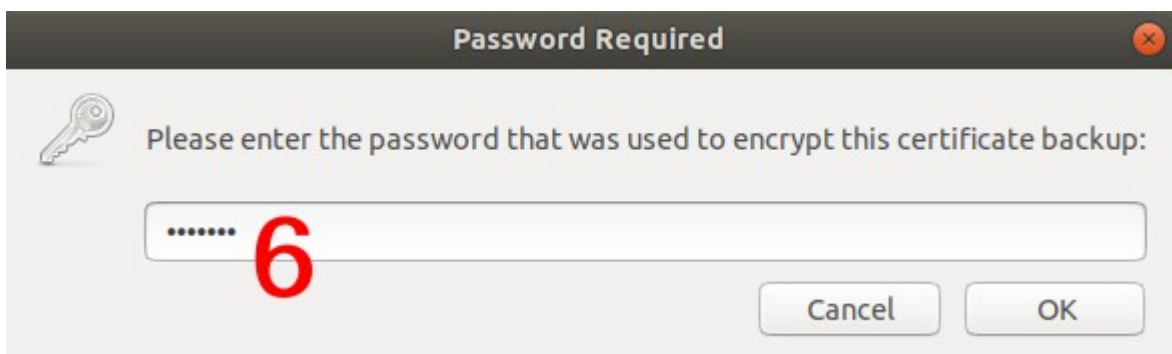 Password Required
Please enter the password that was used to encrypt this certificate backup:
•••••••
6
Cancel
OK